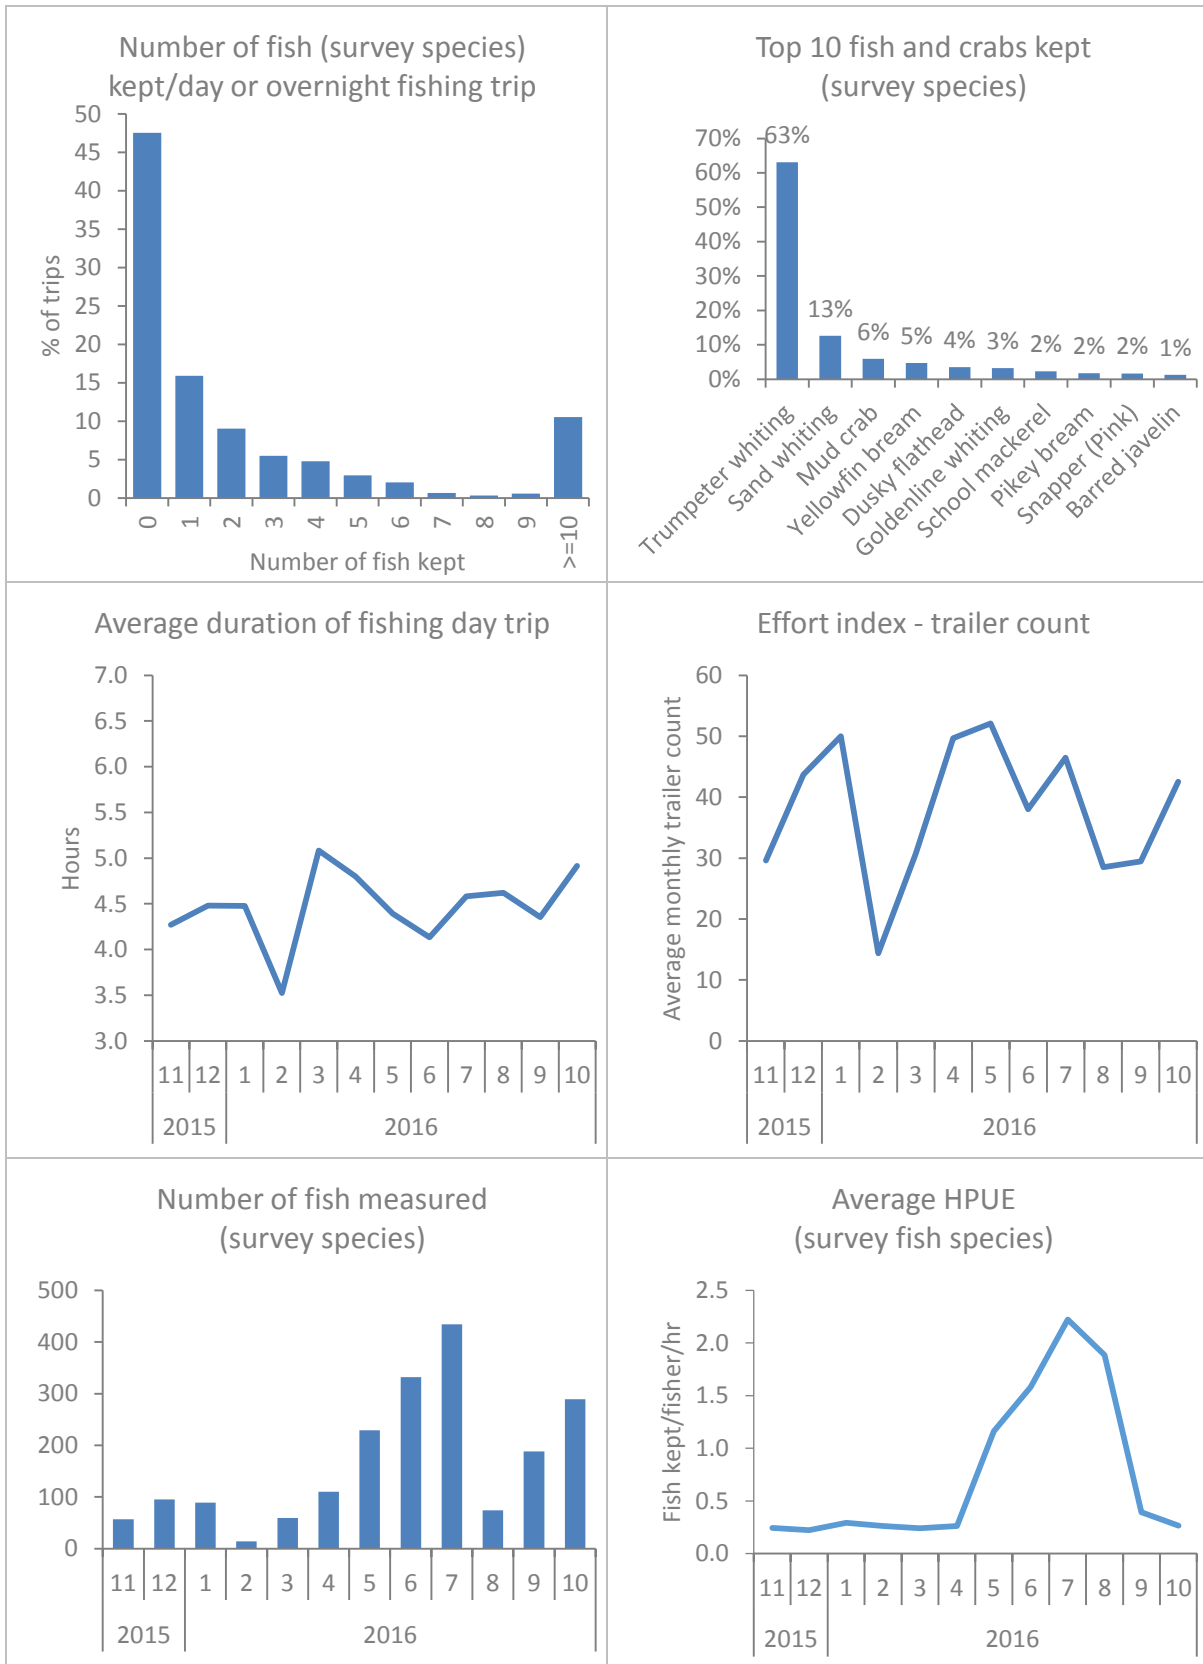 Number of fish (survey species)
kept/day or overnight fishing trip
50
45
40
35
30
25
20
15
10
5
0
% of trips
0 1 2 3 4 5 6 7 8 9 >=10
Number of fish kept
Top 10 fish and crabs kept
(survey species)
70%
60%
50%
40%
30%
20%
10%
0%
63% 13% 6% 5% 4% 3% 2% 2% 2% 1%
Trumpeter whiting
Sand whiting
Mud crab
Yellowfin bream
Dusky flathead
Goldenline whiting
School mackerel
Pikey bream
Snapper (Pink)
Barred javelin
Average duration of fishing day trip
7.0
6.5
6.0
5.5
5.0
4.5
4.0
3.5
3.0
Hours
11 12 1 2 3 4 5 6 7 8 9 10
2015 2016
Effort index - trailer count
60
50
40
30
20
10
0
Average monthly trailer count
11 12 1 2 3 4 5 6 7 8 9 10
2015 2016
Number of fish measured
(survey species)
500
400
300
200
100
0
11 12 1 2 3 4 5 6 7 8 9 10
2015 2016
Average HPUE
(survey fish species)
2.5
2.0
1.5
1.0
0.5
0.0
Fish kept/fisher/hr
11 12 1 2 3 4 5 6 7 8 9 10
2015 2016